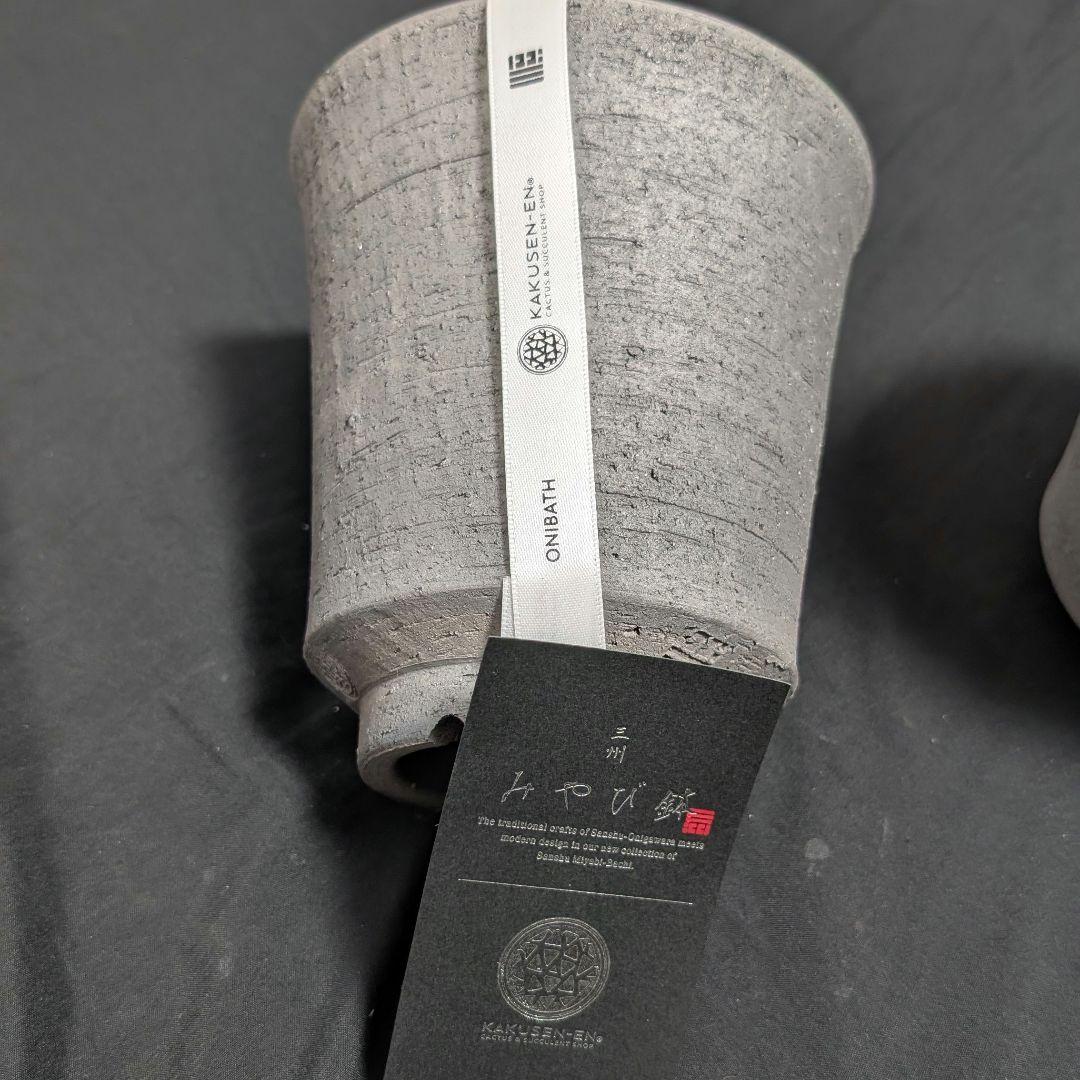 KAKUSEN-EN®
CACTUS & SUCCULENT SHOP
ONIBATH
三州
みやび鉢
The traditional crafts of Sanshu-Onigawara meets
modern design in our new collection of
Sanshu Miyabi-Bachi.
KAKUSEN-EN®
CACTUS & SUCCULENT SHOP